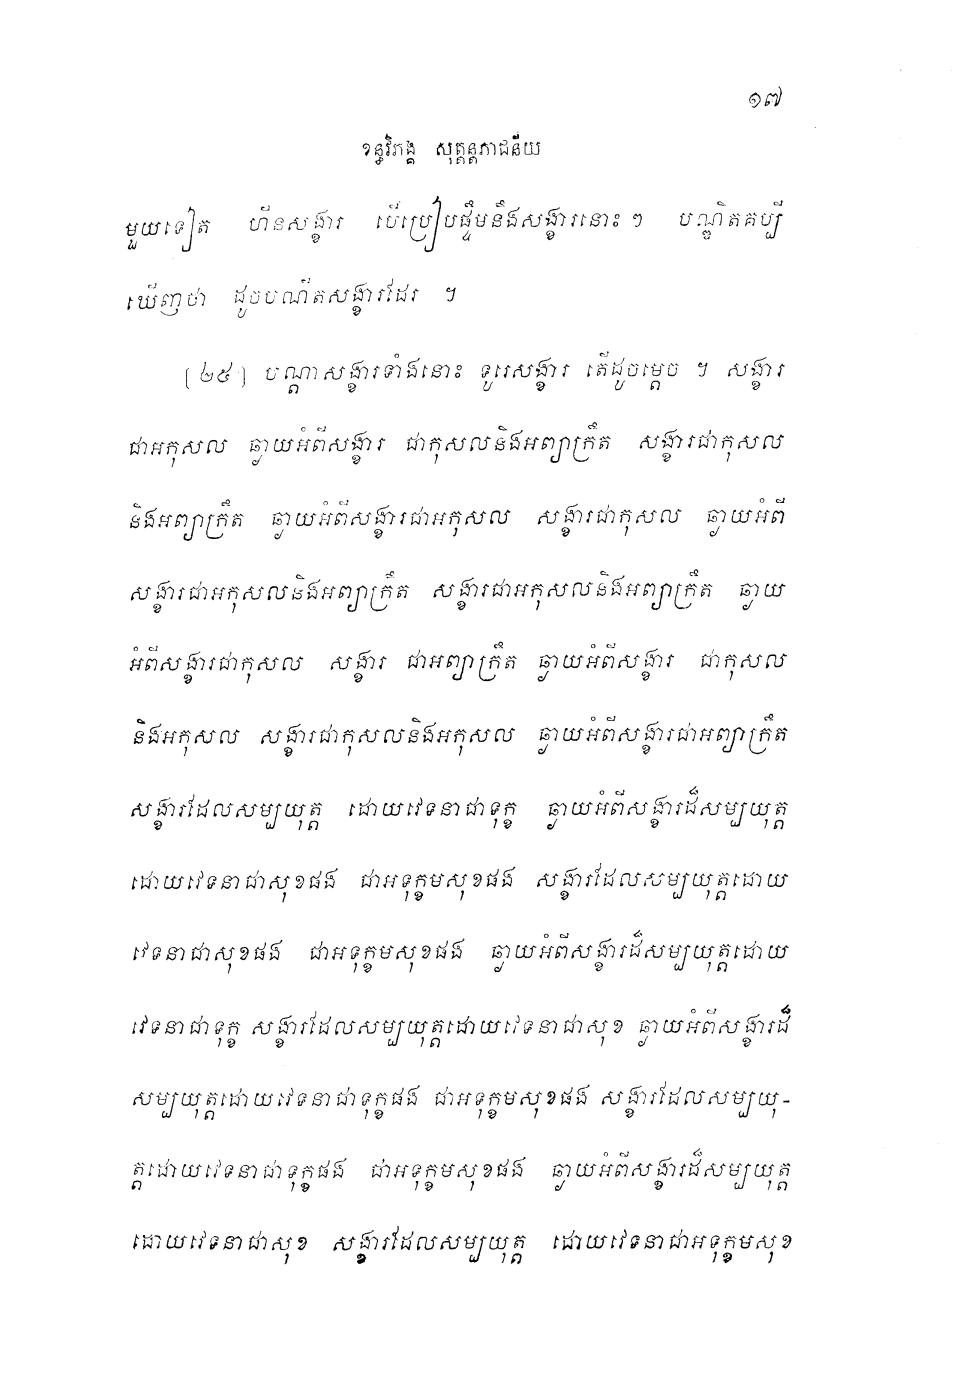 ១៧
ខន្ធវិភង្គ សុត្តន្តភាជនីយ
មួយទៀត ហីនសង្ខារ បើប្រៀបផ្ទឹមនឹងសង្ខារនោះ ៗ បណ្ឌិតគប្បី
ឃើញថា ដូចបណីតសង្ខារដែរ ។
[២៥] បណ្តាសង្ខារទាំងនោះ ទូរេសង្ខារ តើដូចម្តេច ។ សង្ខារ
ជាអកុសល ឆ្ងាយអំពីសង្ខារ ជាកុសលនិងអព្យាក្រឹត សង្ខារជាកុសល
និងអព្យាក្រឹត ឆ្ងាយអំពីសង្ខារជាអកុសល សង្ខារជាកុសល ឆ្ងាយអំពី
សង្ខារជាអកុសលនិងអព្យាក្រឹត សង្ខារជាអកុសលនិងអព្យាក្រឹត ឆ្ងាយ
អំពីសង្ខារជាកុសល សង្ខារ ជាអព្យាក្រឹត ឆ្ងាយអំពីសង្ខារ ជាកុសល
និងអកុសល សង្ខារជាកុសលនិងអកុសល ឆ្ងាយអំពីសង្ខារជាអព្យាក្រឹត
សង្ខារដែលសម្បយុត្ត ដោយវេទនាជាទុក្ខ ឆ្ងាយអំពីសង្ខារដ៏សម្បយុត្ត
ដោយវេទនាជាសុខផង ជាអទុក្ខមសុខផង សង្ខារដែលសម្បយុត្តដោយ
វេទនាជាសុខផង ជាអទុក្ខមសុខផង ឆ្ងាយអំពីសង្ខារដ៏សម្បយុត្តដោយ
វេទនាជាទុក្ខ សង្ខារដែលសម្បយុត្តដោយវេទនាជាសុខ ឆ្ងាយអំពីសង្ខារដ៏
សម្បយុត្តដោយវេទនាជាទុក្ខផង ជាអទុក្ខមសុខផង សង្ខារដែលសម្បយុ-
ត្តដោយវេទនាជាទុក្ខផង ជាអទុក្ខមសុខផង ឆ្ងាយអំពីសង្ខារដ៏សម្បយុត្ត
ដោយវេទនាជាសុខ សង្ខារដែលសម្បយុត្ត ដោយវេទនាជាអទុក្ខមសុខ